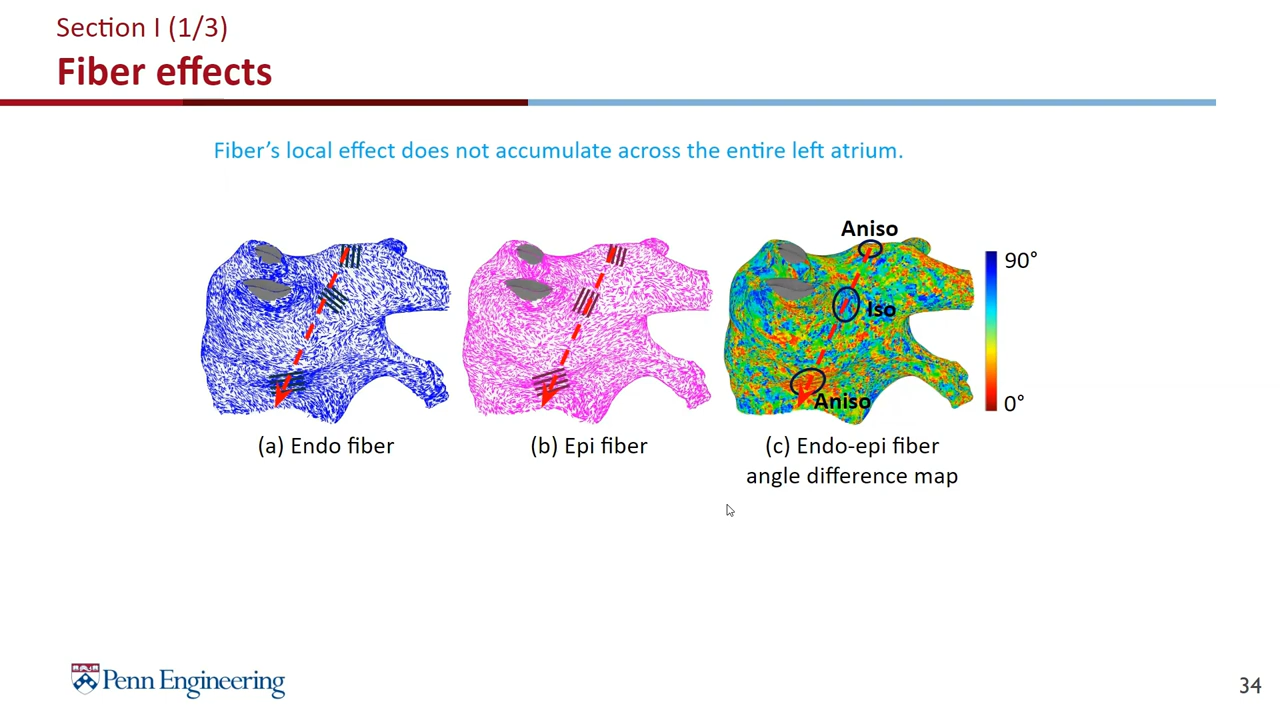 Section I (1/3)
Fiber effects
Fiber’s local effect does not accumulate across the entire left atrium.
Aniso
Iso
Aniso
90°
0°
(a) Endo fiber
(b) Epi fiber
(c) Endo-epi fiber
angle difference map
Penn Engineering
34